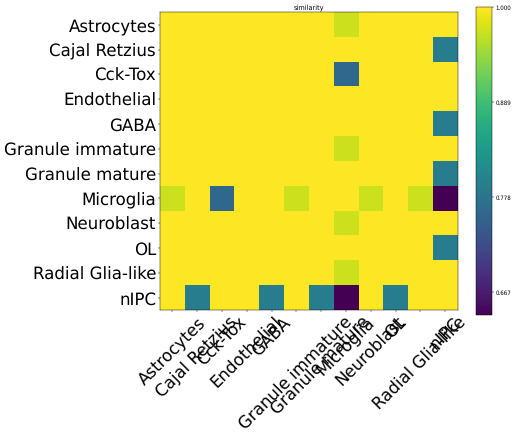 similarity
Astrocytes
Cajal Retzius
Cck-Tox
Endothelial
GABA
Granule immature
Granule mature
Microglia
Neuroblast
OL
Radial Glia-like
nIPC
1.000
0.889
0.778
0.667
Astrocytes
Cajal Retzius
Cck-Tox
Endothelial
GABA
Granule immature
Granule mature
Microglia
Neuroblast
OL
Radial Glia-like
nIPC